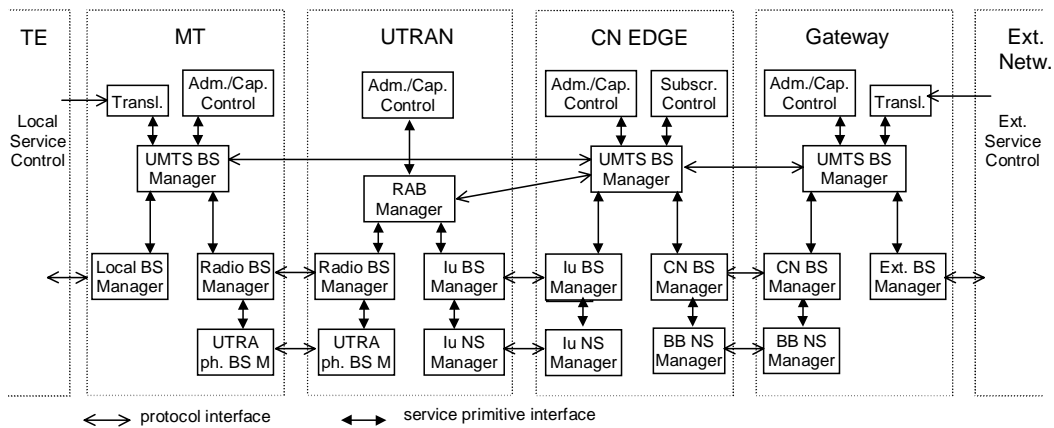 TE
MT
UTRAN
CN EDGE
Gateway
Ext.
Netw.
Local
Service
Control
Transl.
Adm./Cap.
Control
Adm./Cap.
Control
Adm./Cap.
Control
Subscr.
Control
Adm./Cap.
Control
Transl.
Ext.
Service
Control
UMTS BS
Manager
RAB
Manager
UMTS BS
Manager
UMTS BS
Manager
Local BS
Manager
Radio BS
Manager
Radio BS
Manager
Iu BS
Manager
Iu BS
Manager
CN BS
Manager
CN BS
Manager
Ext. BS
Manager
UTRA
ph. BS M
UTRA
ph. BS M
Iu NS
Manager
Iu NS
Manager
BB NS
Manager
BB NS
Manager
protocol interface
service primitive interface